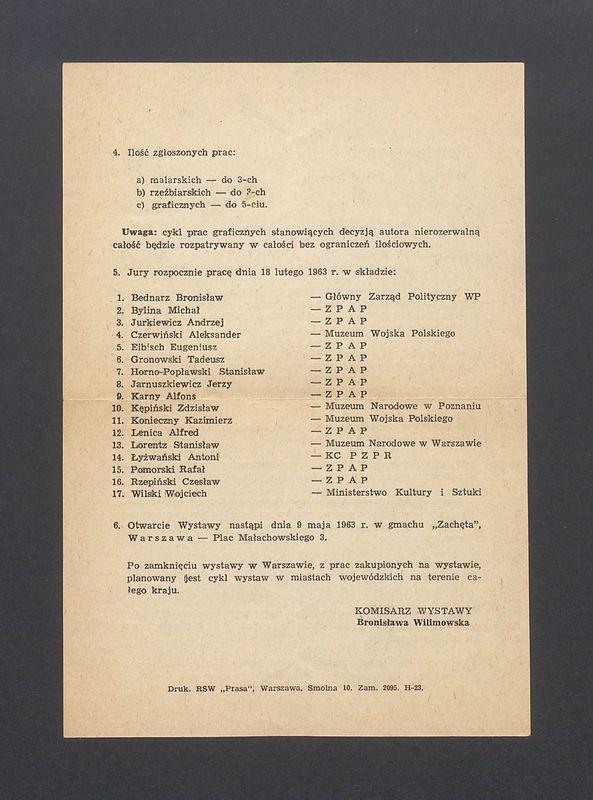 4. Ilość zgłoszonych prac:
a) malarskich — do 3-ch
b) rzeźbiarskich — do 2-ch
c) graficznych — do 5-ciu.
Uwaga: cykl prac graficznych stanowiących decyzją autora nierozerwalną
całość będzie rozpatrywany w całości bez ograniczeń ilościowych.
5. Jury rozpocznie pracę dnia 18 lutego 1963 r. w składzie:
1. Bednarz Bronisław — Główny Zarząd Polityczny WP
2. Bylina Michał — Z P A P
3. Jurkiewicz Andrzej — Z P A P
4. Czerwiński Aleksander — Muzeum Wojska Polskiego
5. Eibisch Eugeniusz — Z P A P
6. Gronowski Tadeusz — Z P A P
7. Horno-Popławski Stanisław — Z P A P
8. Jarnuszkiewicz Jerzy — Z P A P
9. Karny Alfons — Z P A P
10. Kępiński Zdzisław — Muzeum Narodowe w Poznaniu
11. Konieczny Kazimierz — Muzeum Wojska Polskiego
12. Lenica Alfred — Z P A P
13. Lorentz Stanisław — Muzeum Narodowe w Warszawie
14. Łyżwański Antoni — KC P Z P R
15. Pomorski Rafał — Z P A P
16. Rzepiński Czesław — Z P A P
17. Wilski Wojciech — Ministerstwo Kultury i Sztuki
6. Otwarcie Wystawy nastąpi dnia 9 maja 1963 r. w gmachu „Zachęta”,
Warszawa — Plac Małachowskiego 3.
Po zamknięciu wystawy w Warszawie, z prac zakupionych na wystawie,
planowany jest cykl wystaw w miastach wojewódzkich na terenie ca-
łego kraju.
KOMISARZ WYSTAWY
Bronisława Wilimowska
Druk. RSW „Prasa”, Warszawa, Smolna 10. Zam. 2095. H-23.